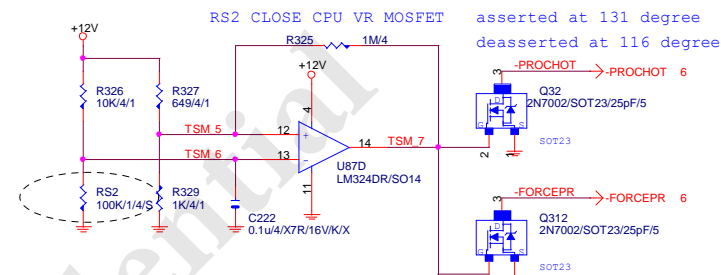 RS2 CLOSE CPU VR MOSFET
asserted at 131 degree
deasserted at 116 degree
+12V
R325
1M/4
+12V
R326
10K/4/1
R327
649/4/1
TSM_5
12
TSM_6
13
4
14
TSM_7
11
U87D
LM324DR/SO14
RS2
100K/1/4/S
R329
1K/4/1
C222
0.1u/4/X7R/16V/K/X
3
-PROCHOT
-PROCHOT 6
Q32
2N7002/SOT23/25pF/5
D
G
S
SOT23
2
1
3
-FORCEPR
-FORCEPR 6
Q312
2N7002/SOT23/25pF/5
D
G
S
SOT23